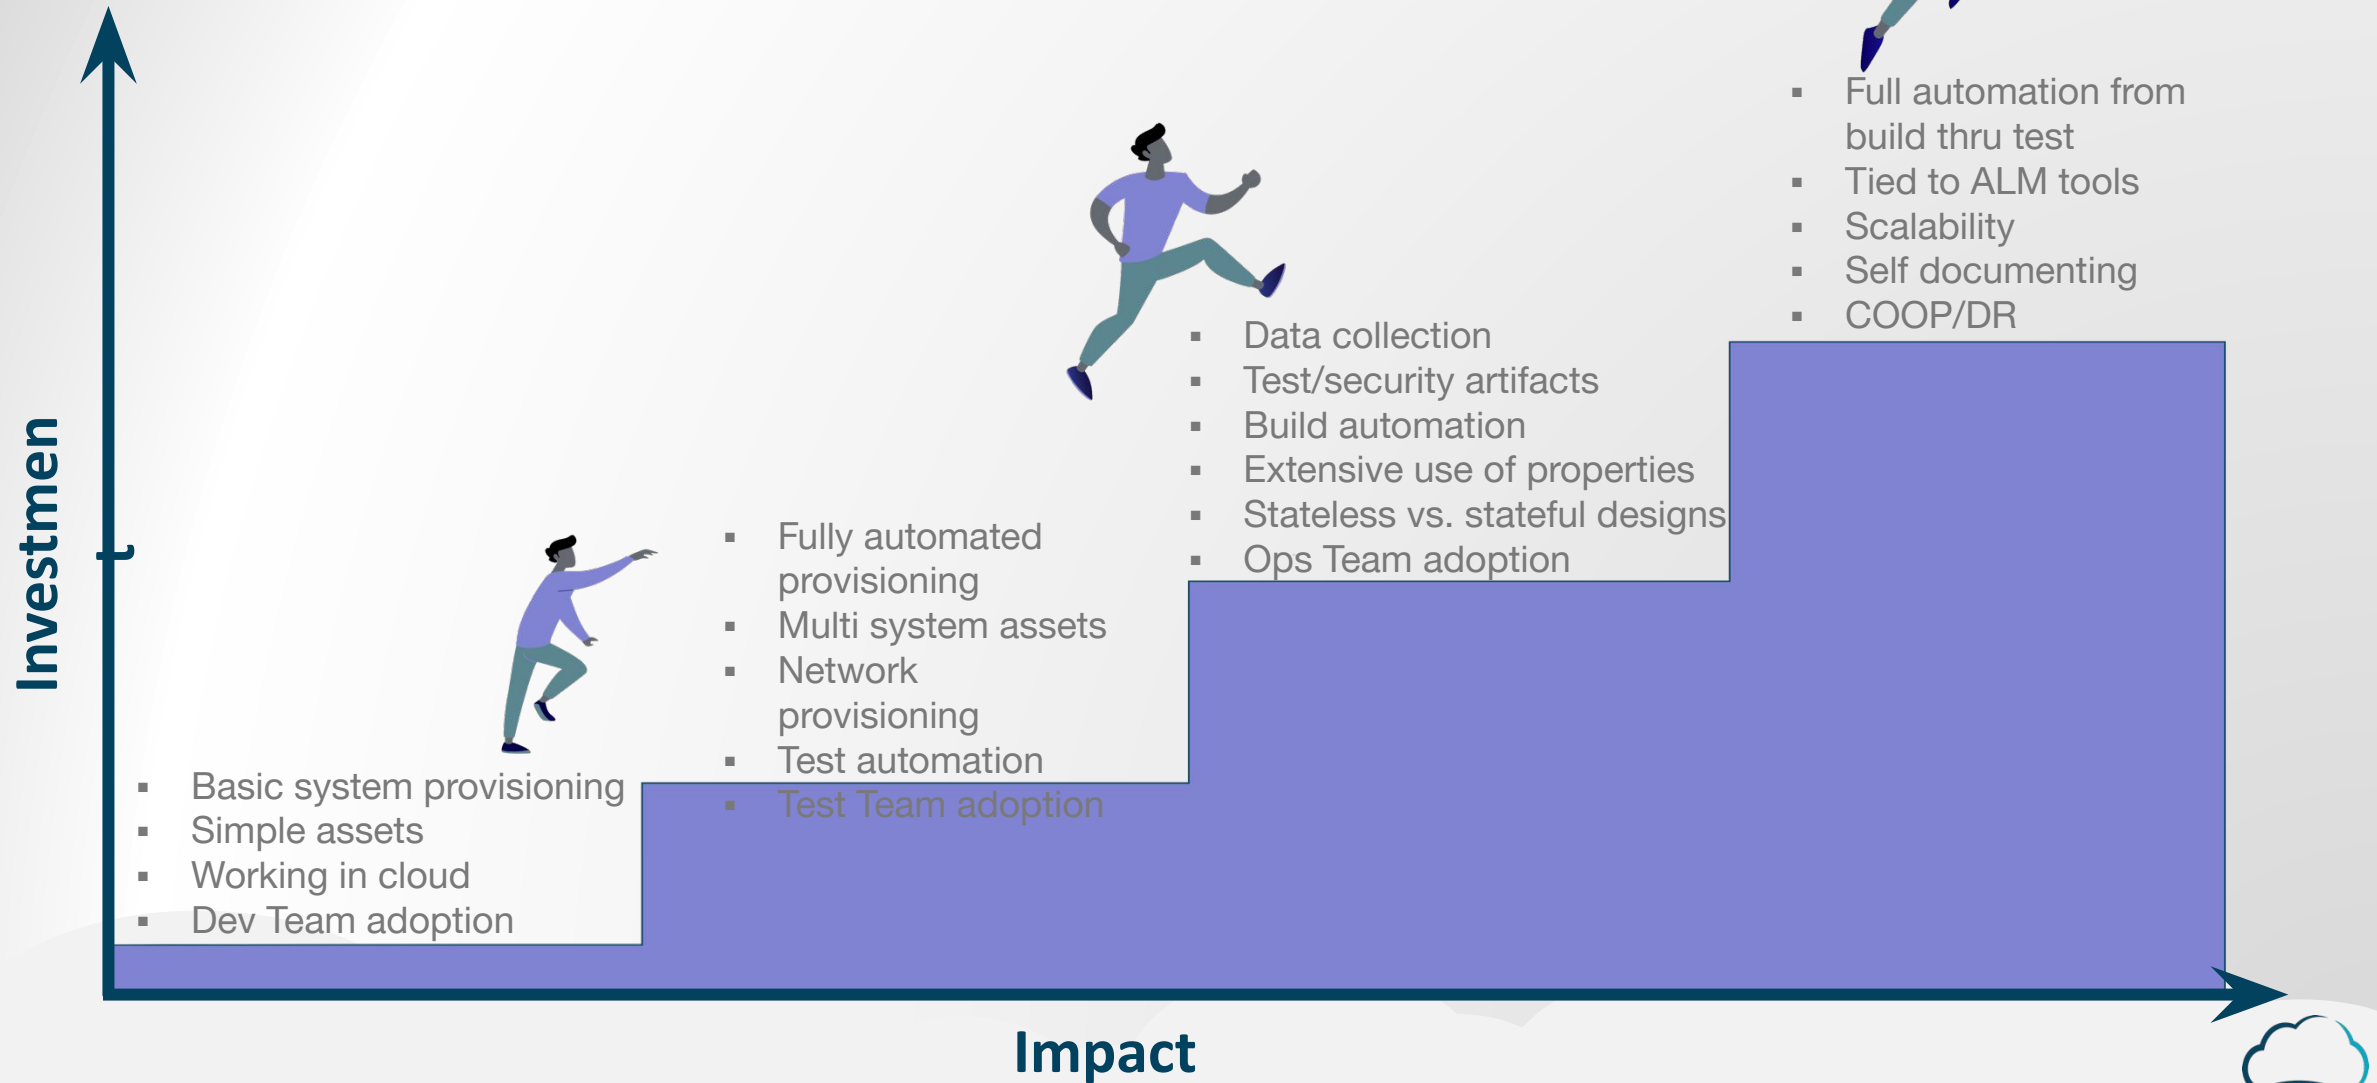 ▪ Full automation from
build thru test
▪ Tied to ALM tools
▪ Scalability
▪ Self documenting
▪ COOP/DR
▪ Data collection
▪ Test/security artifacts
▪ Build automation
▪ Extensive use of properties
▪ Stateless vs. stateful designs
▪ Ops Team adoption
▪ Fully automated
provisioning
▪ Multi system assets
▪ Network
provisioning
▪ Test automation
▪ Test Team adoption
▪ Basic system provisioning
▪ Simple assets
▪ Working in cloud
▪ Dev Team adoption
Investmen
t
Impact